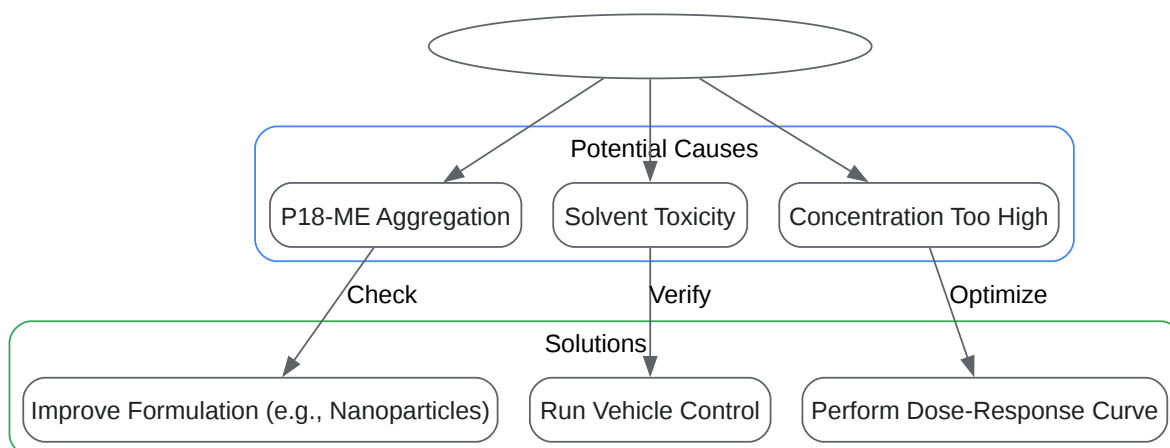 Potential Causes
P18-ME Aggregation
Solvent Toxicity
Concentration Too High
Check
Verify
Optimize
Solutions
Improve Formulation (e.g., Nanoparticles)
Run Vehicle Control
Perform Dose-Response Curve